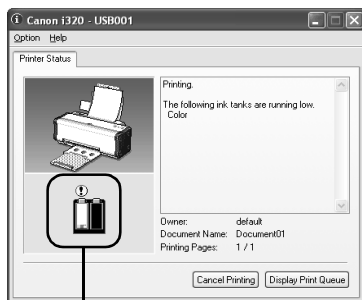 Canon i320 - USB001
Option Help
Printer Status
Printing.
The following ink tanks are running low.
Color
Owner: default
Document Name: Document01
Printing Pages: 1 / 1
Cancel Printing Display Print Queue